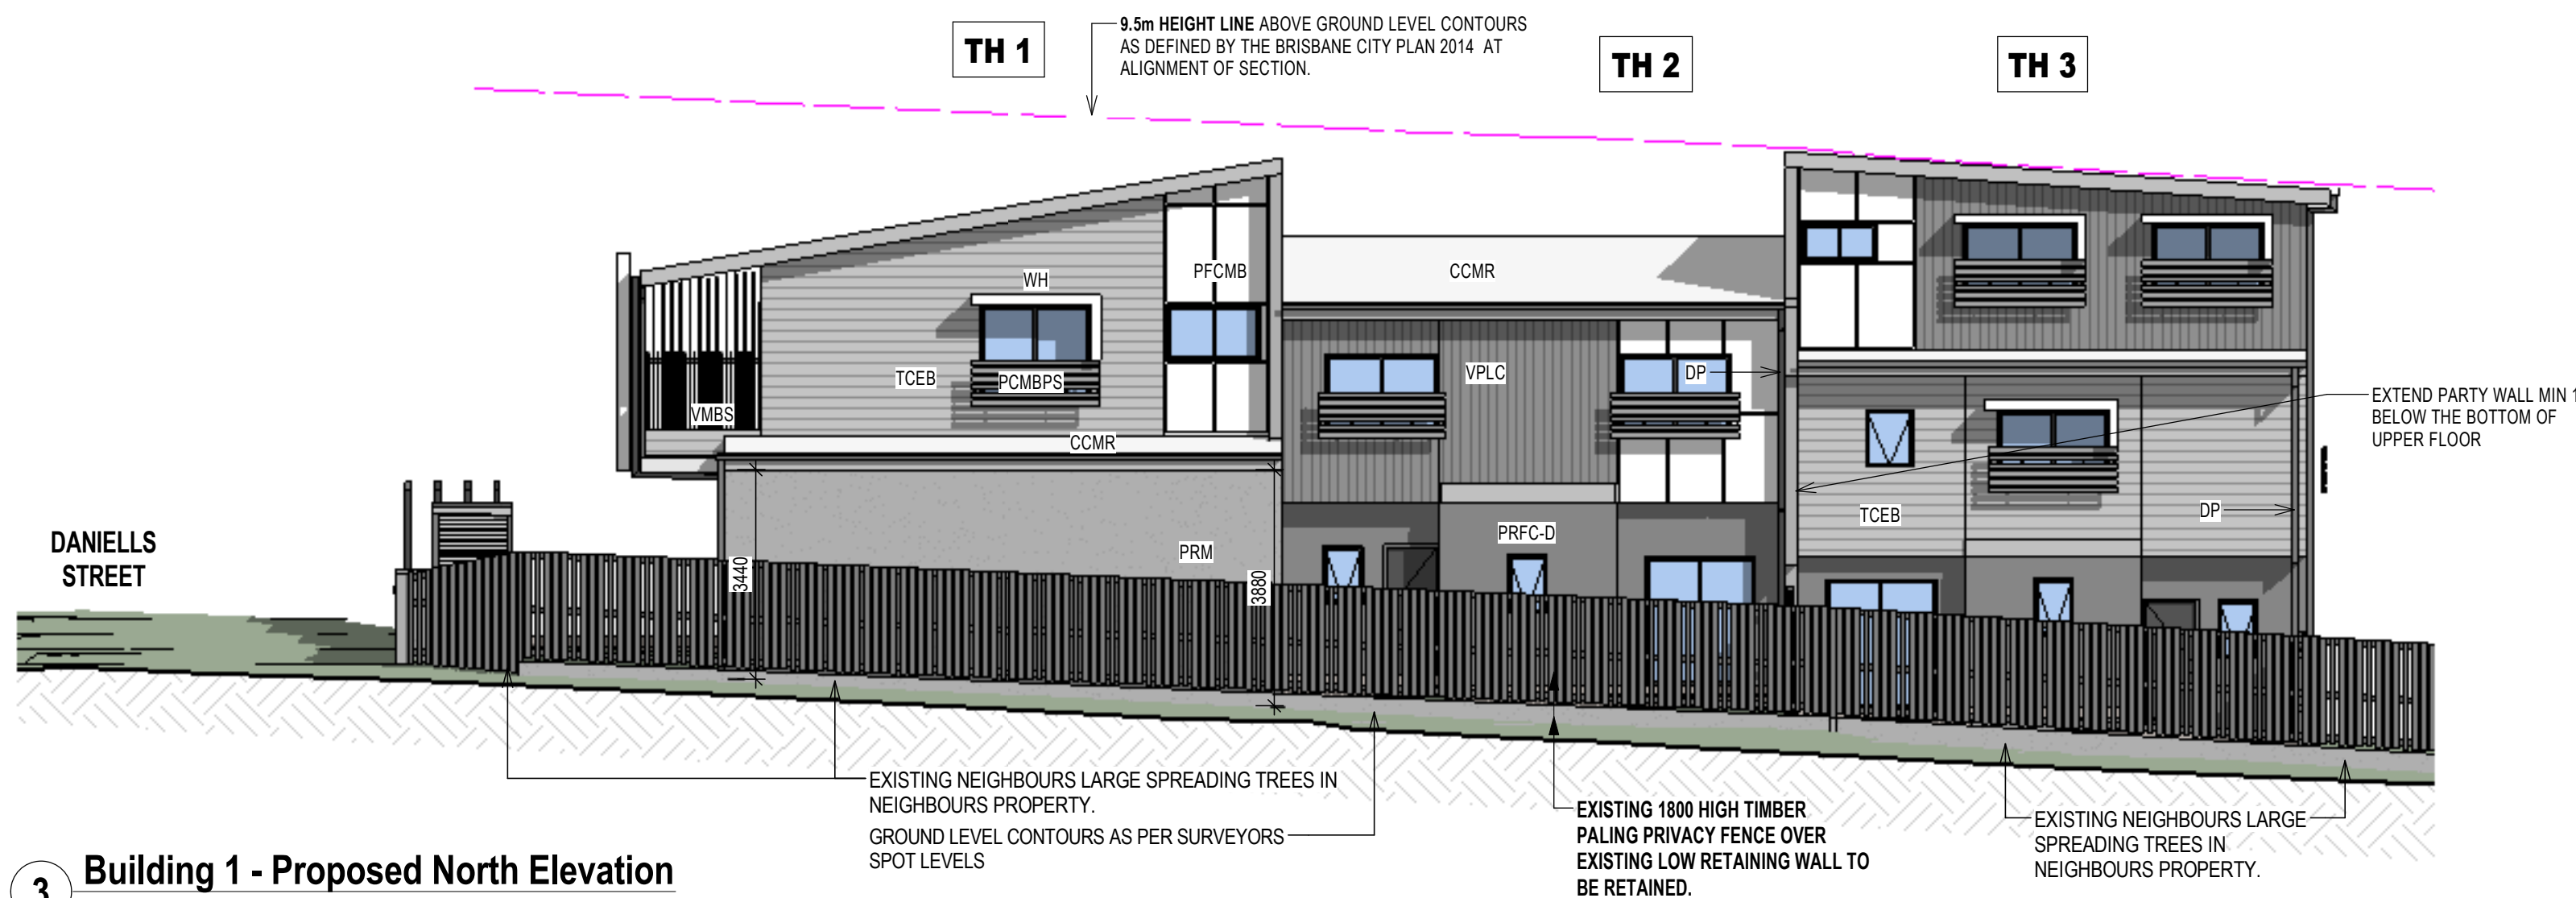 TH 1
9.5m HEIGHT LINE ABOVE GROUND LEVEL CONTOURS
AS DEFINED BY THE BRISBANE CITY PLAN 2014 AT
ALIGNMENT OF SECTION.
TH 2
TH 3
WH
PFCMB
CCMR
TCEB
PCMBPS
VMBS
CCMR
VPLC
DP
EXTEND PARTY WALL MIN 1
BELOW THE BOTTOM OF
UPPER FLOOR
TCEB
DP
PRFC-D
PRM
3440
3880
DANIELLS
STREET
EXISTING NEIGHBOURS LARGE SPREADING TREES IN
NEIGHBOURS PROPERTY.
GROUND LEVEL CONTOURS AS PER SURVEYORS
SPOT LEVELS
EXISTING 1800 HIGH TIMBER
PALING PRIVACY FENCE OVER
EXISTING LOW RETAINING WALL TO
BE RETAINED.
EXISTING NEIGHBOURS LARGE
SPREADING TREES IN
NEIGHBOURS PROPERTY.
3
Building 1 - Proposed North Elevation